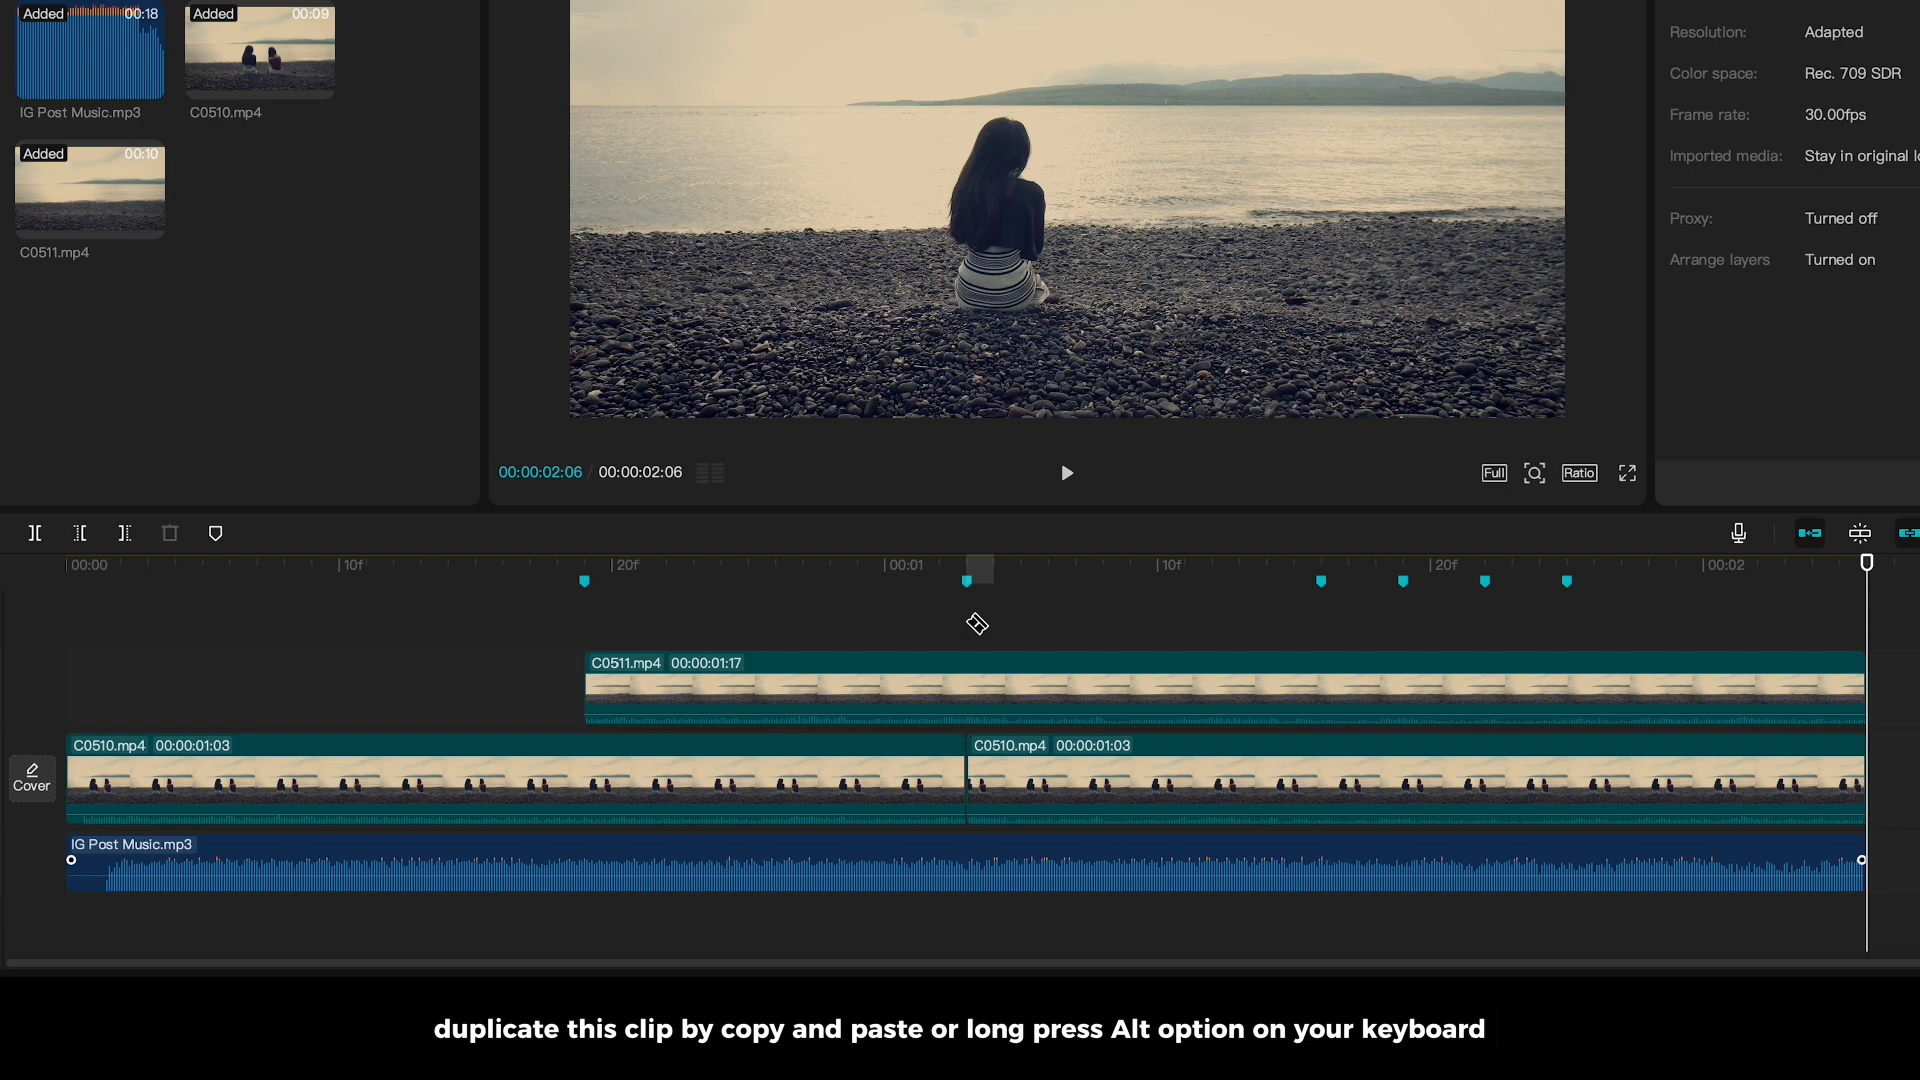 Added 00:18
Added 00:09
IG Post Music.mp3
C0510.mp4
Added 00:10
C0511.mp4
Resolution: Adapted
Color space: Rec. 709 SDR
Frame rate: 30.00fps
Imported media: Stay in original
Proxy: Turned off
Arrange layers Turned on
00:00:02:06 / 00:00:02:06
Full
Ratio
00:00
10f
20f
00:01
10f
20f
00:02
C0511.mp4 00:00:01:17
C0510.mp4 00:00:01:03
C0510.mp4 00:00:01:03
Cover
IG Post Music.mp3
duplicate this clip by copy and paste or long press Alt option on your keyboard